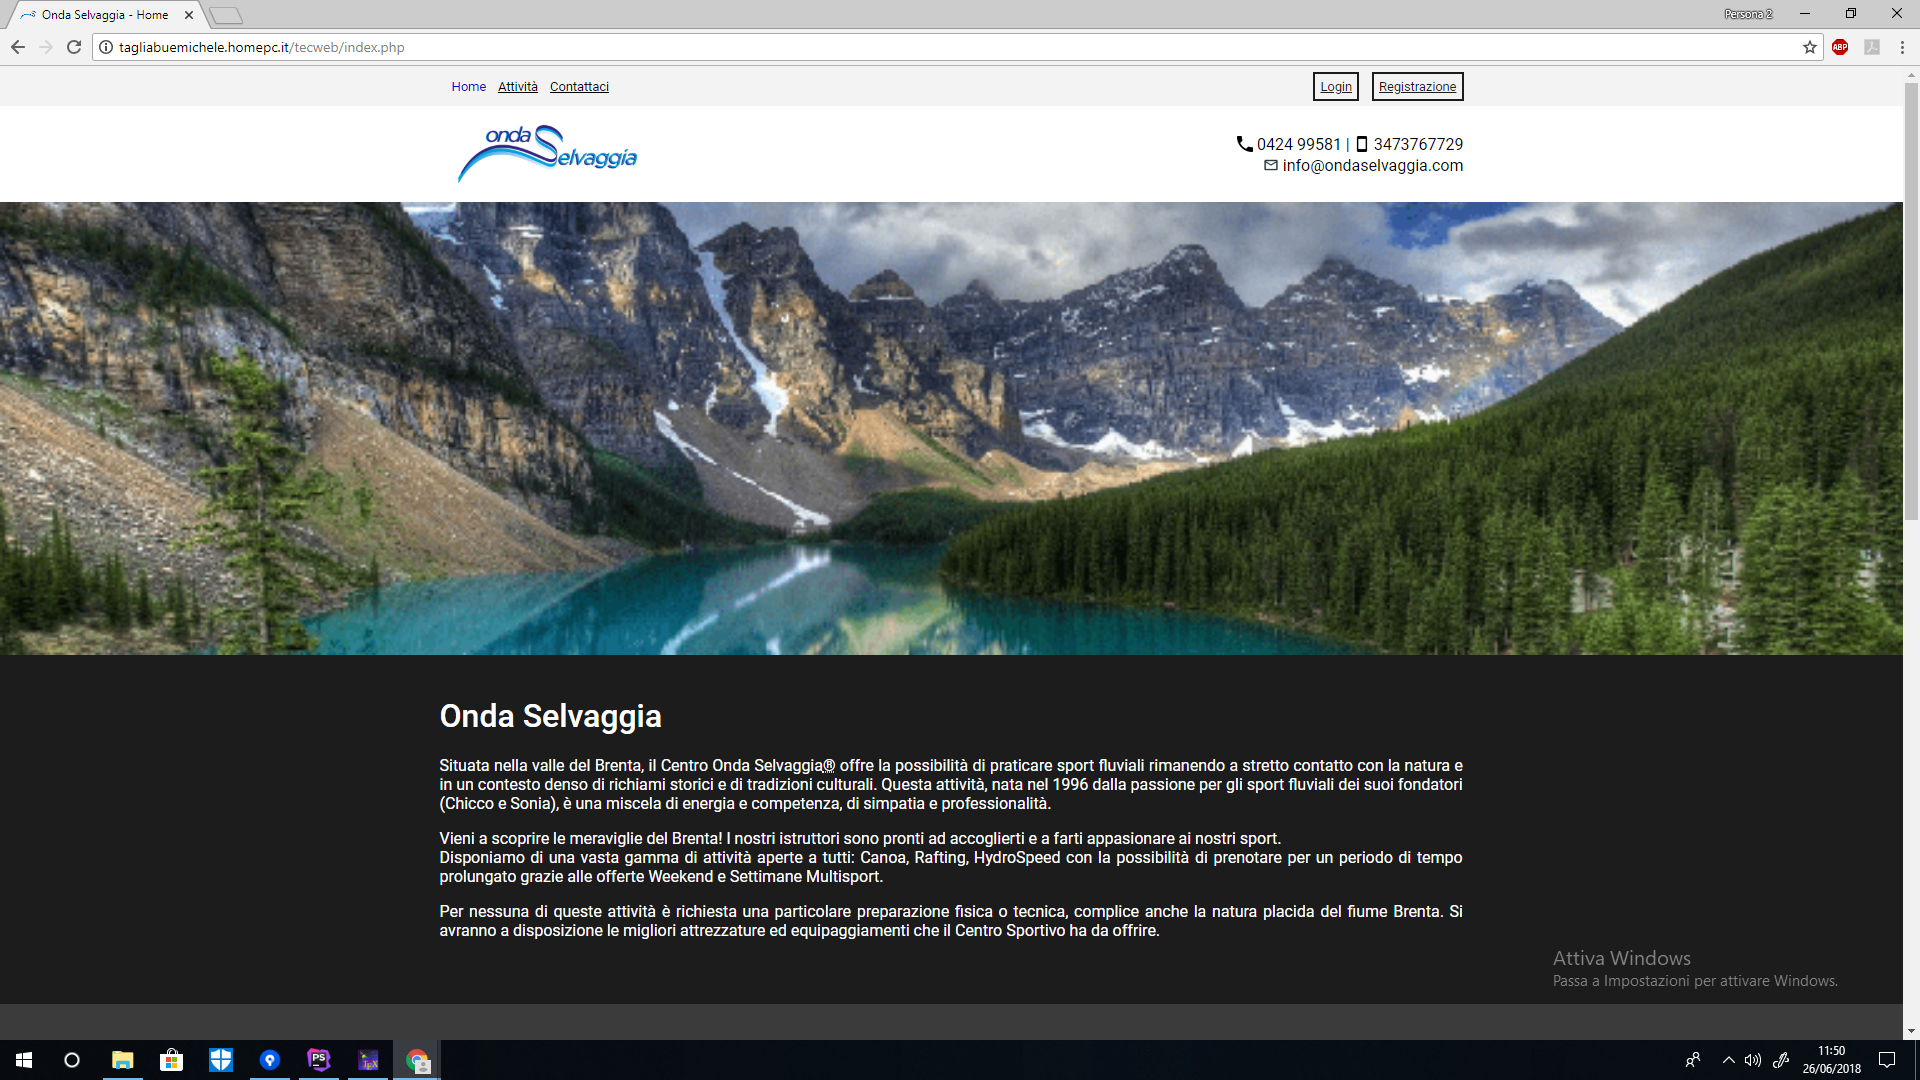 Onda Selvaggia - Home
Persona 2
tagliabuemichele.homepc.it/tecweb/index.php
ABP
Home Attività Contattaci
Login Registrazione
onda Selvaggia
0424 99581 | 3473767729
info@ondaselvaggia.com
Onda Selvaggia
Situata nella valle del Brenta, il Centro Onda Selvaggia® offre la possibilità di praticare sport fluviali rimanendo a stretto contatto con la natura e
in un contesto denso di richiami storici e di tradizioni culturali. Questa attività, nata nel 1996 dalla passione per gli sport fluviali dei suoi fondatori
(Chicco e Sonia), è una miscela di energia e competenza, di simpatia e professionalità.
Vieni a scoprire le meraviglie del Brenta! I nostri istruttori sono pronti ad accoglierti e a farti appasionare ai nostri sport.
Disponiamo di una vasta gamma di attività aperte a tutti: Canoa, Rafting, HydroSpeed con la possibilità di prenotare per un periodo di tempo
prolungato grazie alle offerte Weekend e Settimane Multisport.
Per nessuna di queste attività è richiesta una particolare preparazione fisica o tecnica, complice anche la natura placida del fiume Brenta. Si
avranno a disposizione le migliori attrezzature ed equipaggiamenti che il Centro Sportivo ha da offrire.
Attiva Windows
Passa a Impostazioni per attivare Windows.
PS
TEX
11:50
26/06/2018